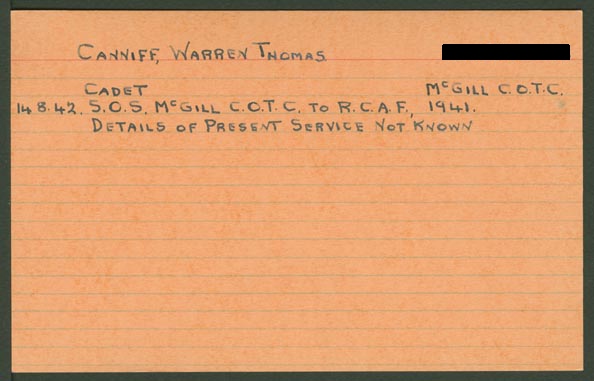 CANNIFF, WARREN THOMAS
CADET McGILL C.O.T.C.
14.8.42. S.O.S. McGILL C.O.T.C. TO R.C.A.F., 1941.
DETAILS OF PRESENT SERVICE NOT KNOWN